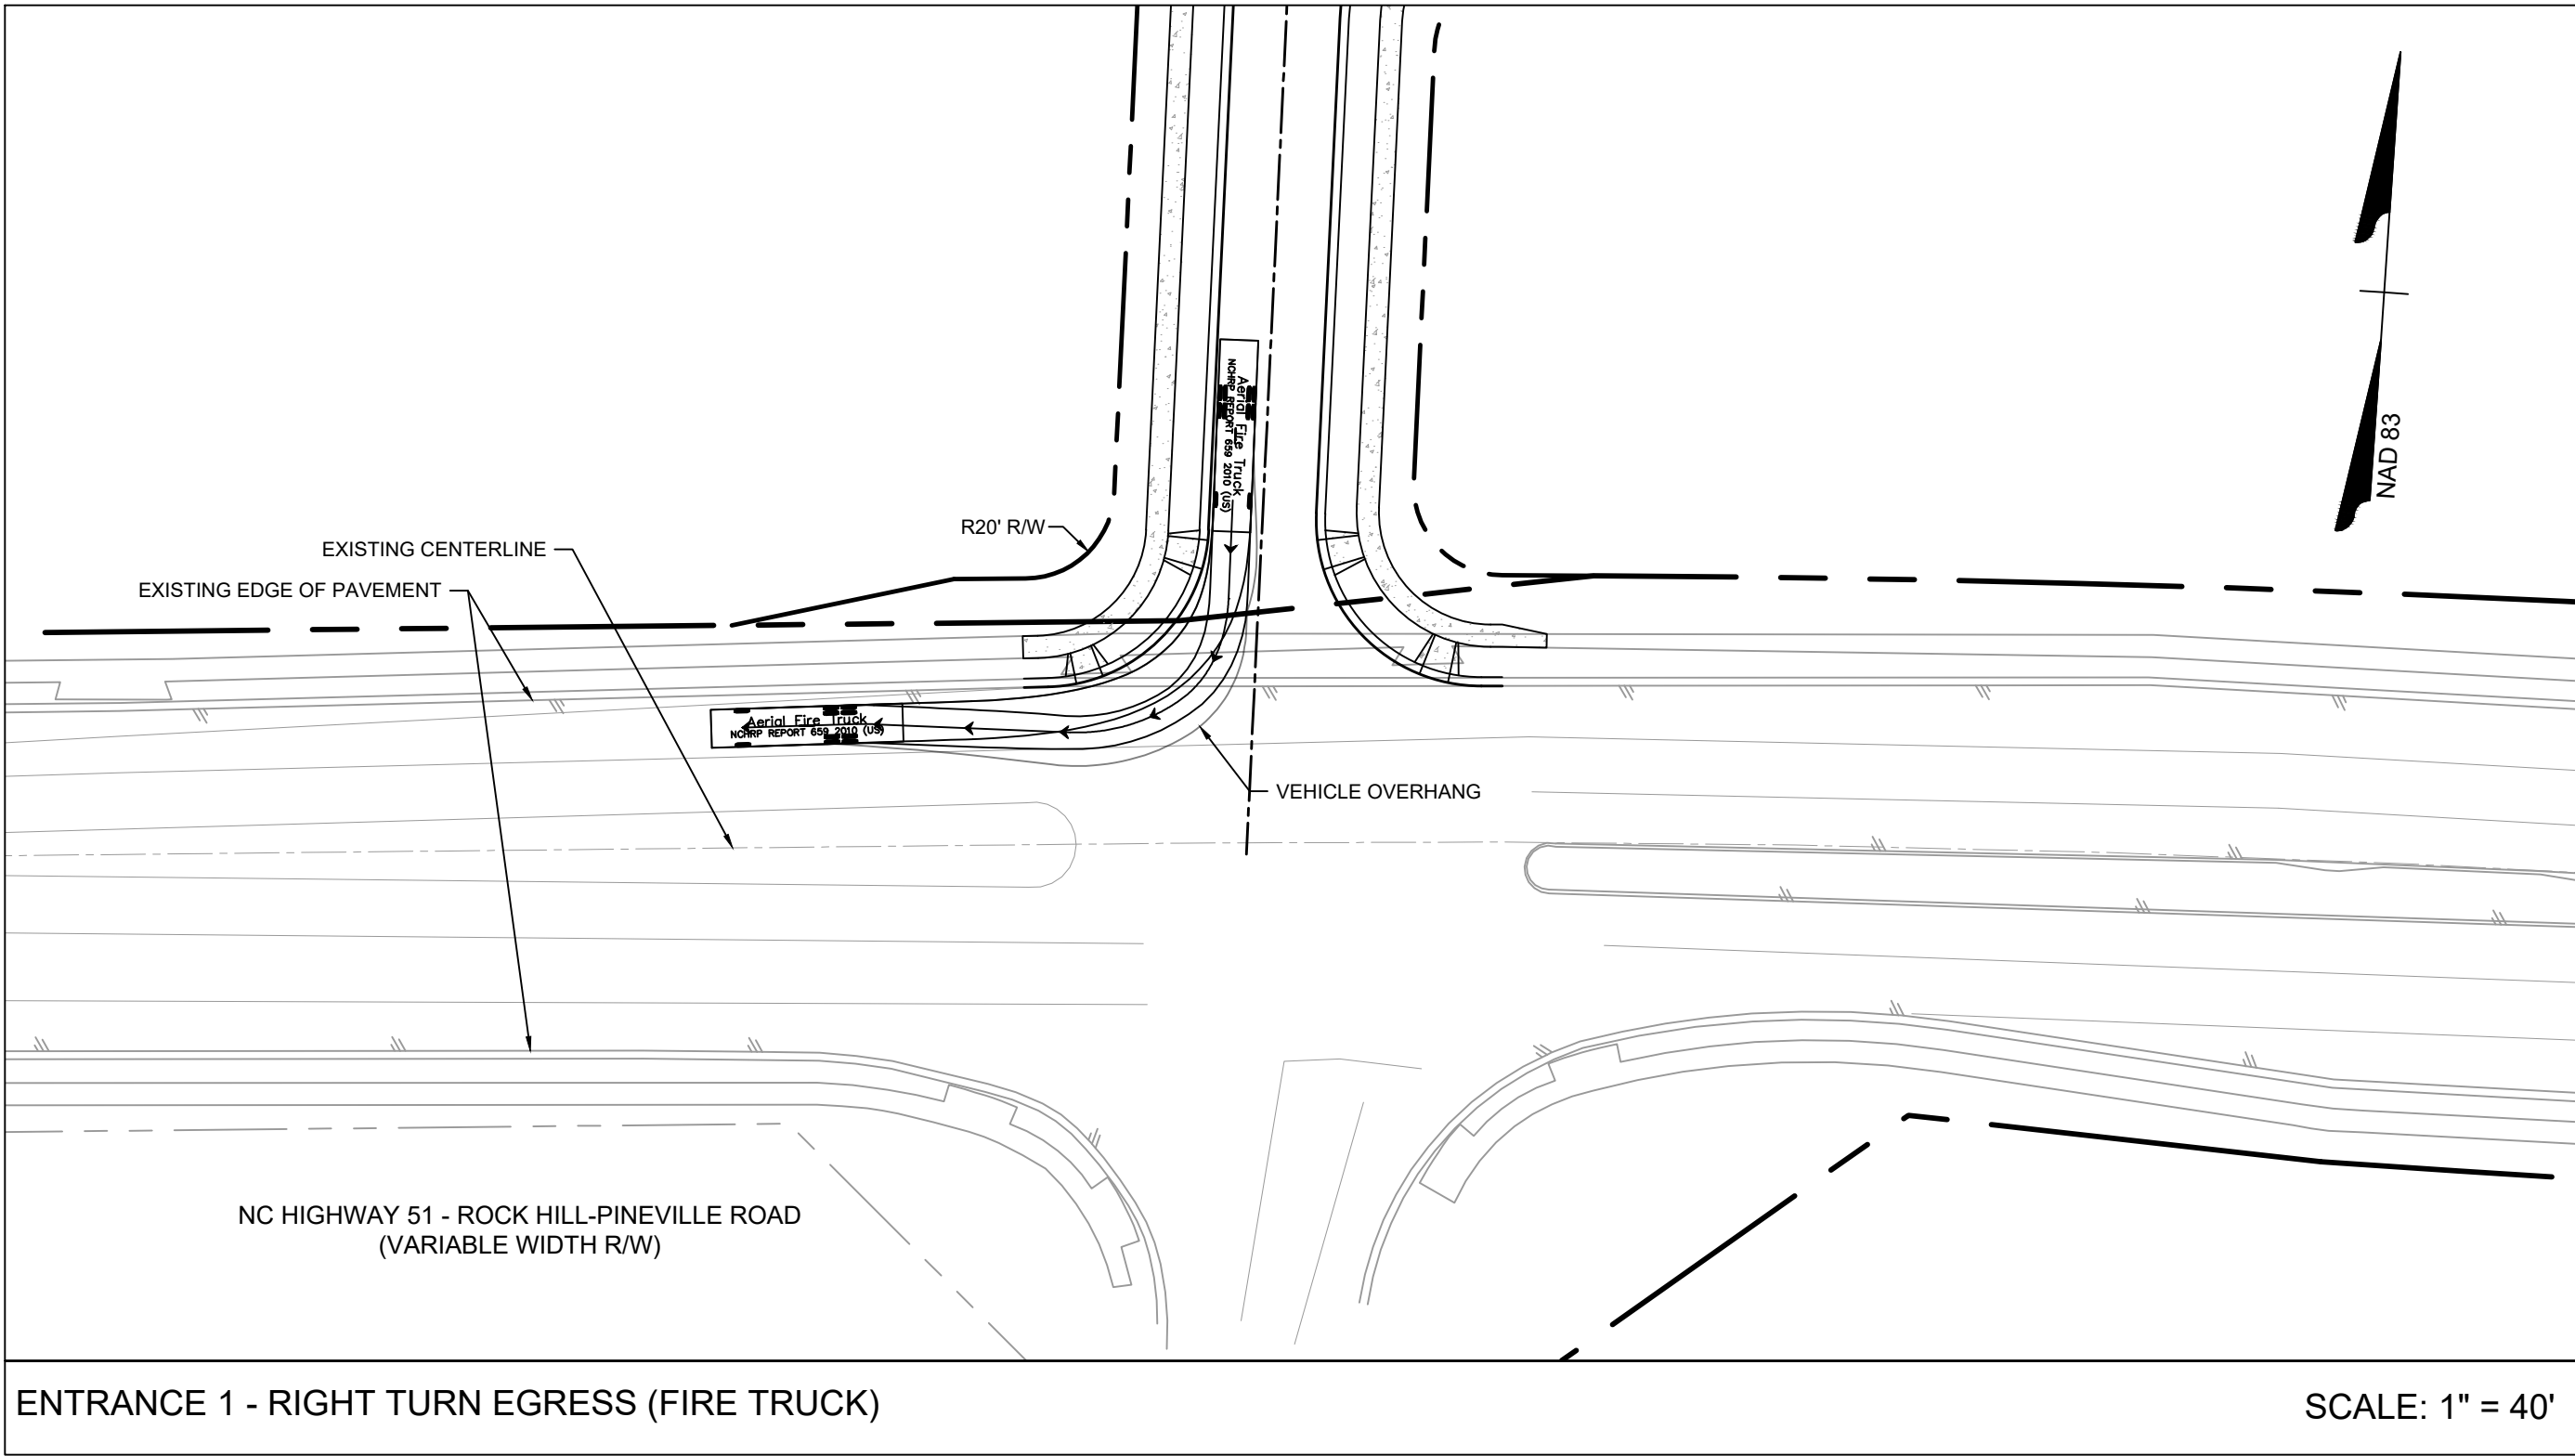 NAD 83
Aerial Fire Truck
NCHRP REPORT 659 2010 (US)
R20' R/W
EXISTING CENTERLINE
EXISTING EDGE OF PAVEMENT
Aerial Fire Truck
NCHRP REPORT 659 2010 (US)
VEHICLE OVERHANG
NC HIGHWAY 51 - ROCK HILL-PINEVILLE ROAD
(VARIABLE WIDTH R/W)
ENTRANCE 1 - RIGHT TURN EGRESS (FIRE TRUCK)
SCALE: 1" = 40'